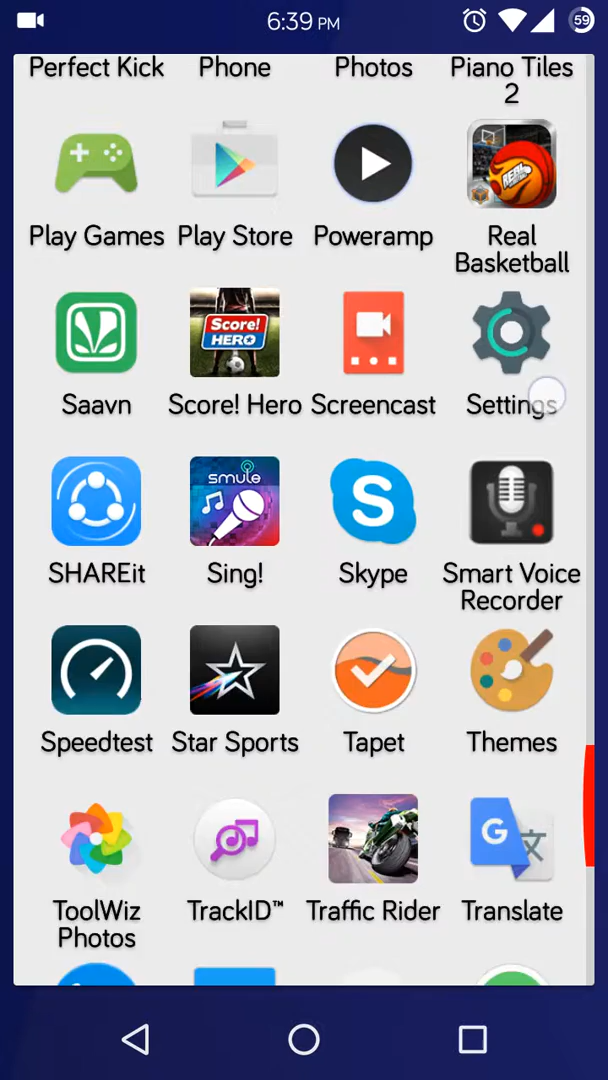 6:39 PM
59
Perfect Kick Phone Photos Piano Tiles
2
Play Games Play Store Poweramp Real
Basketball
REAL
Saavn Score! Hero Screencast Settings
Score!
HERO
SHAREit Sing! Skype Smart Voice
Recorder
smule
S
Speedtest Star Sports Tapet Themes
ToolWiz TrackID™ Traffic Rider Translate
Photos
G 文